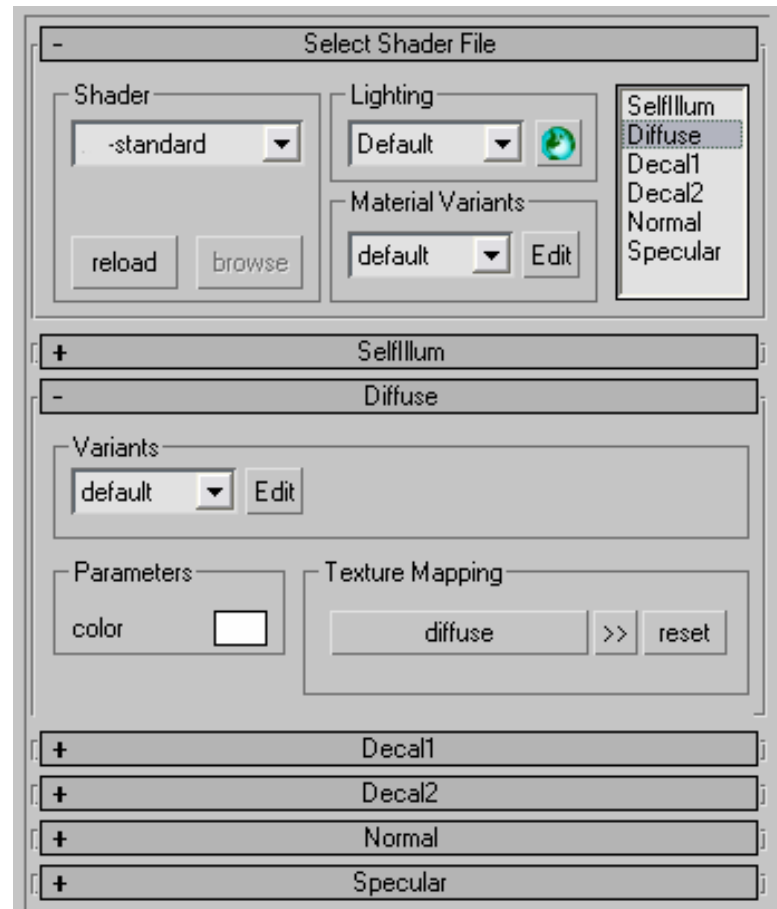 - Select Shader File
Shader
-standard
reload browse
Lighting
Default
Material Variants
default Edit
SelfIllum
Diffuse
Decal1
Decal2
Normal
Specular
+ SelfIllum
- Diffuse
Variants
default Edit
Parameters
color
Texture Mapping
diffuse >> reset
+ Decal1
+ Decal2
+ Normal
+ Specular